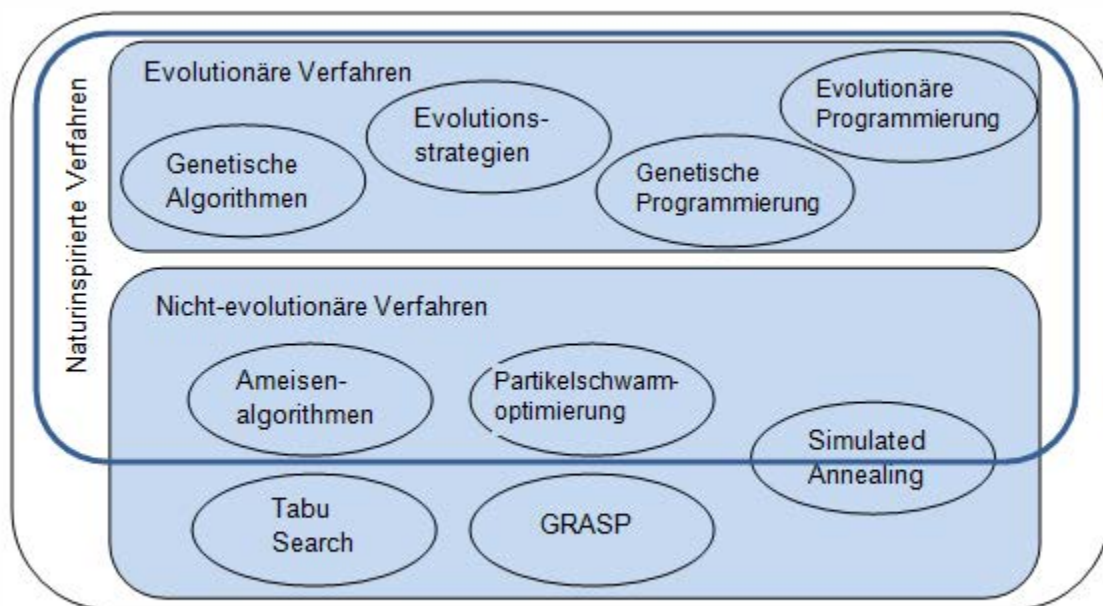 Naturinspirierte Verfahren
Evolutionäre Verfahren
Genetische
Algorithmen
Evolutions-
strategien
Genetische
Programmierung
Evolutionäre
Programmierung
Nicht-evolutionäre Verfahren
Ameisen-
algorithmen
Partikelschwarm-
optimierung
Simulated
Annealing
Tabu
Search
GRASP